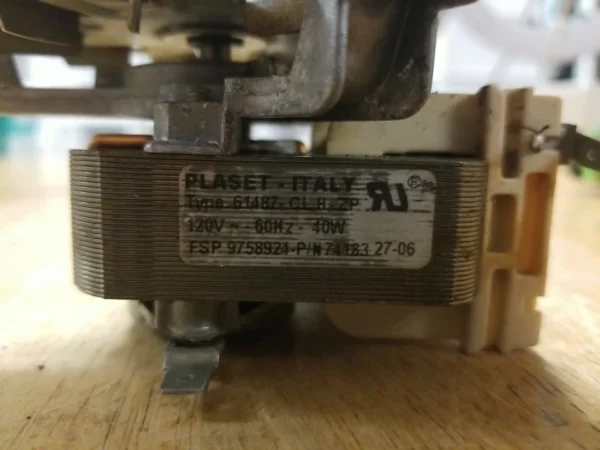 PLASET - ITALY
Type 61487-CL.H-ZP
120V ~ - 60Hz - 40W
FSP 9758924-P/N 74183 27-06